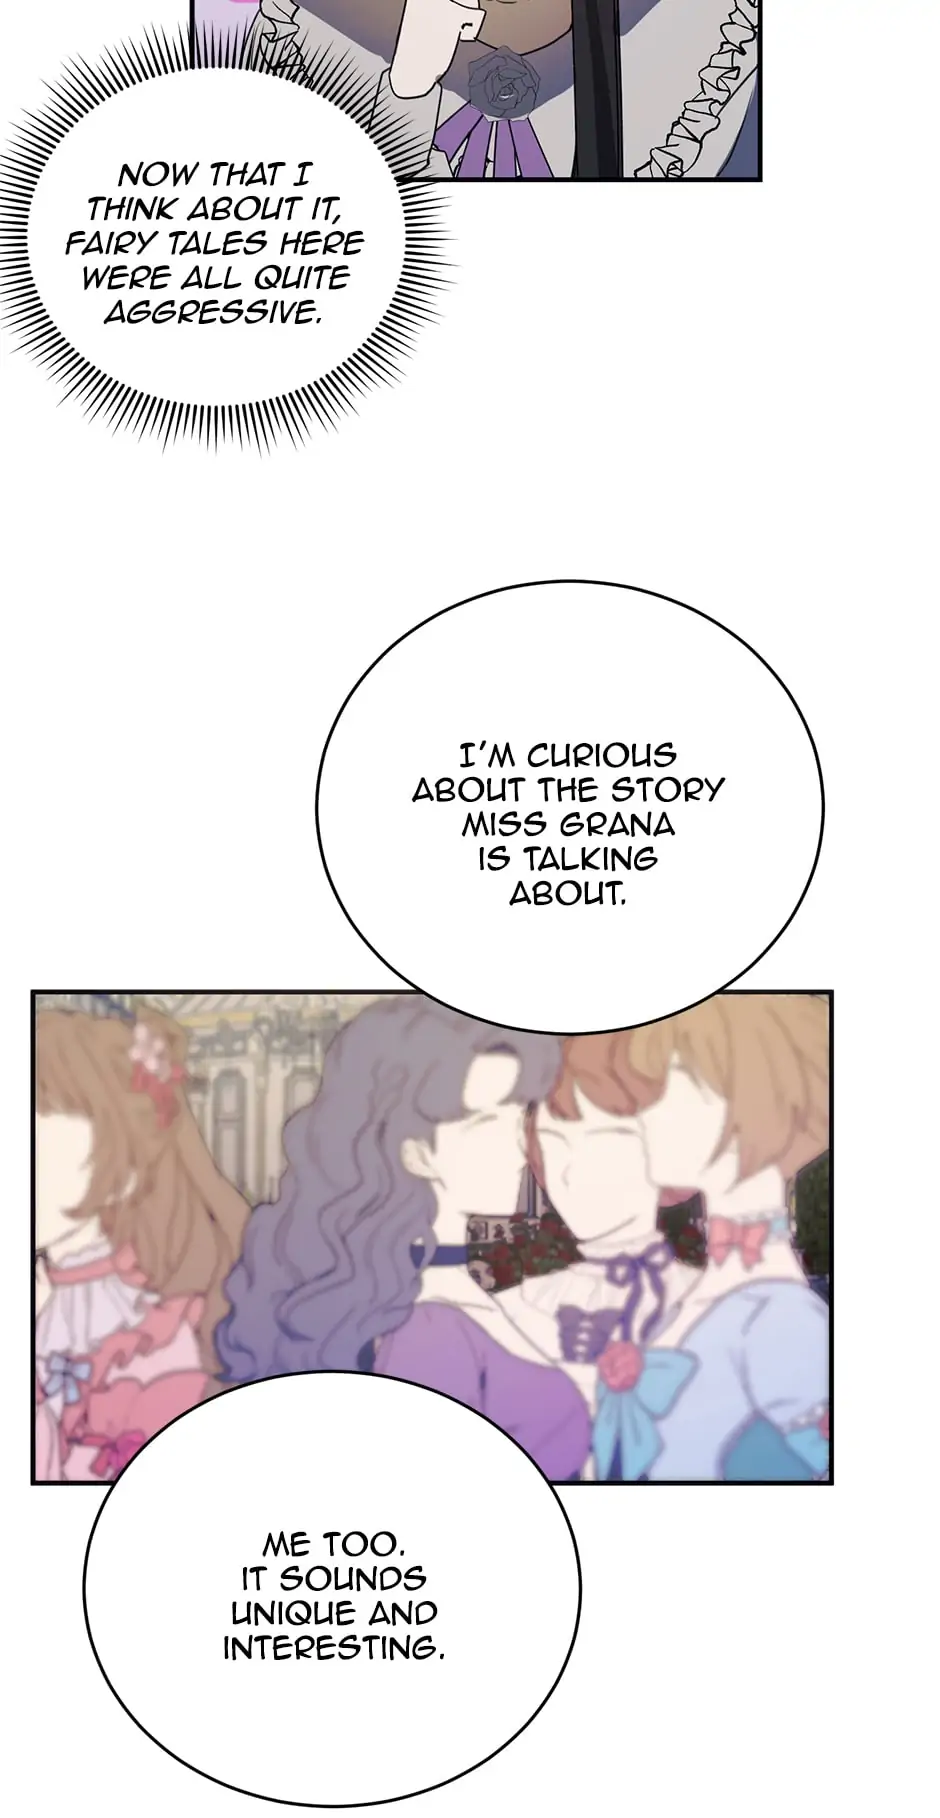 NOW THAT I
THINK ABOUT IT,
FAIRY TALES HERE
WERE ALL QUITE
AGGRESSIVE.
I'M CURIOUS
ABOUT THE STORY
MISS GRANA
IS TALKING
ABOUT.
ME TOO.
IT SOUNDS
UNIQUE AND
INTERESTING.